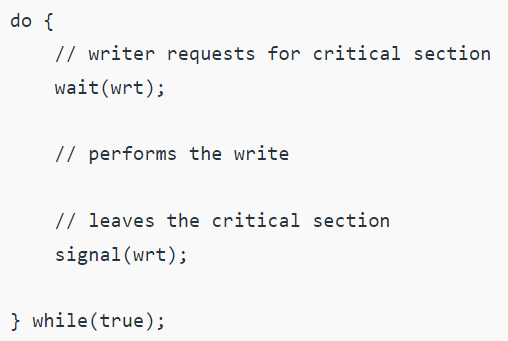 do {
    // writer requests for critical section
    wait(wrt);
    // performs the write
    // leaves the critical section
    signal(wrt);
} while(true);